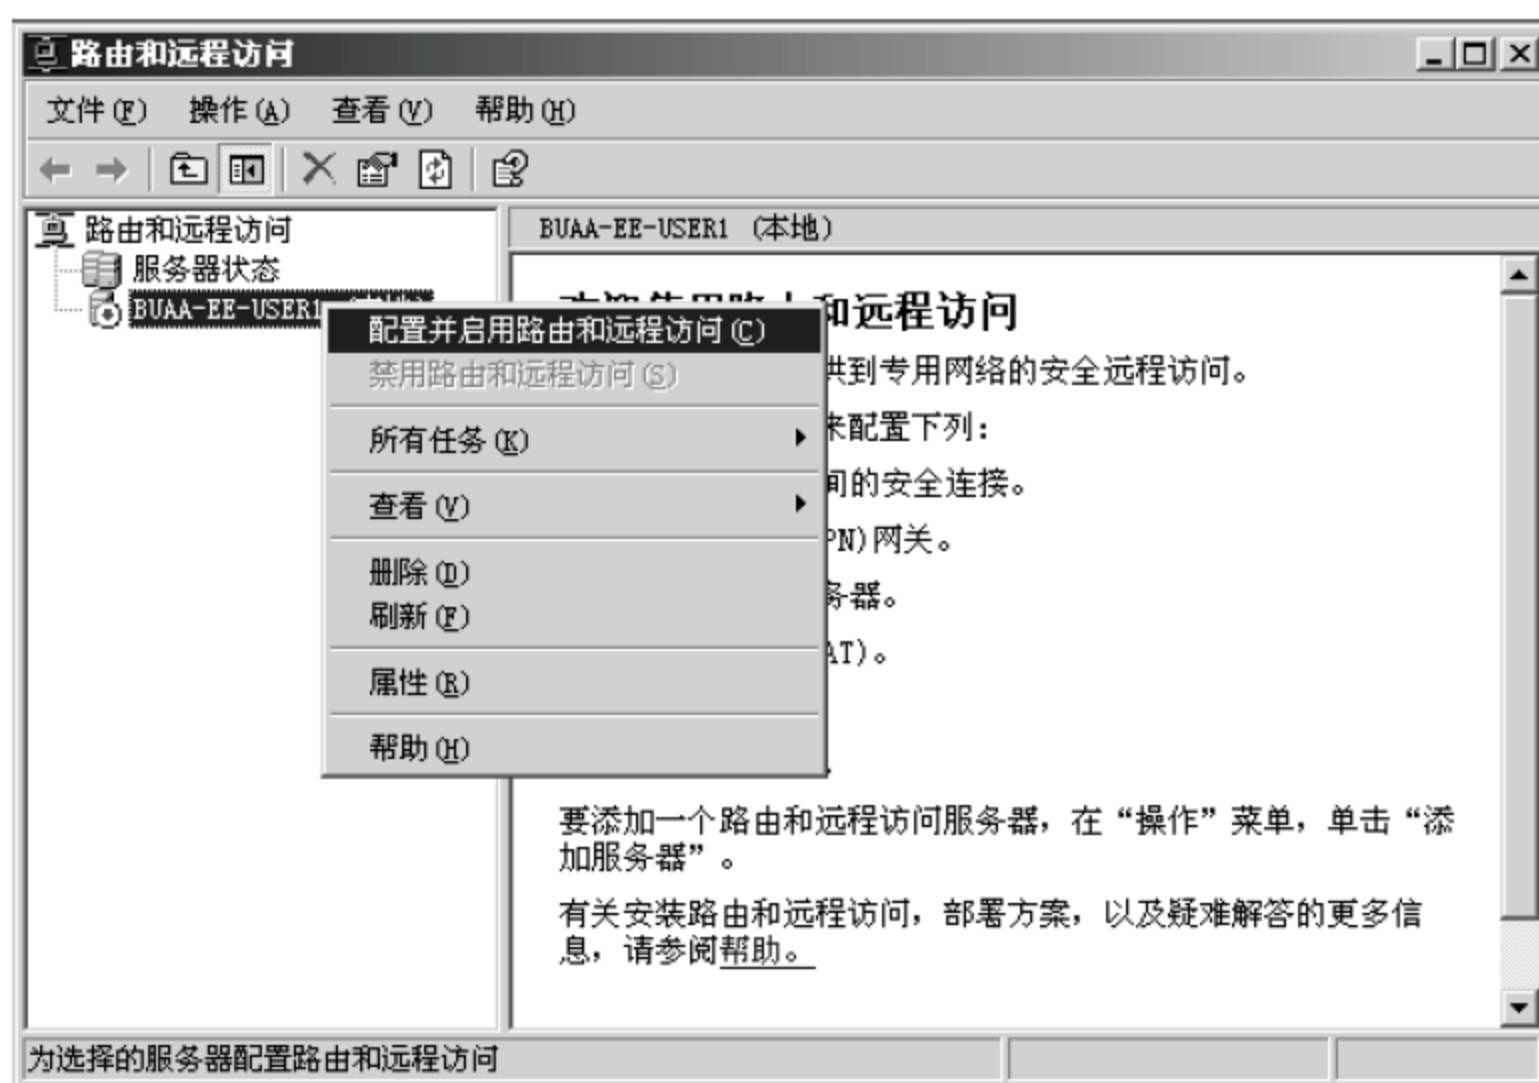 路由和远程访问
文件(F) 操作(A) 查看(V) 帮助(H)
路由和远程访问
服务器状态
BUAA-EE-USER1
配置并启用路由和远程访问(C)
禁用路由和远程访问(S)
所有任务(K)
查看(V)
删除(D)
刷新(F)
属性(R)
帮助(H)
BUAA-EE-USER1 (本地)
和远程访问
到专用网络的安全远程访问。
来配置下列:
间的安全连接。
PN)网关。
务器。
AT)。
要添加一个路由和远程访问服务器，在“操作”菜单，单击“添
加服务器”。
有关安装路由和远程访问，部署方案，以及疑难解答的更多信
息，请参阅帮助。
为选择的服务器配置路由和远程访问